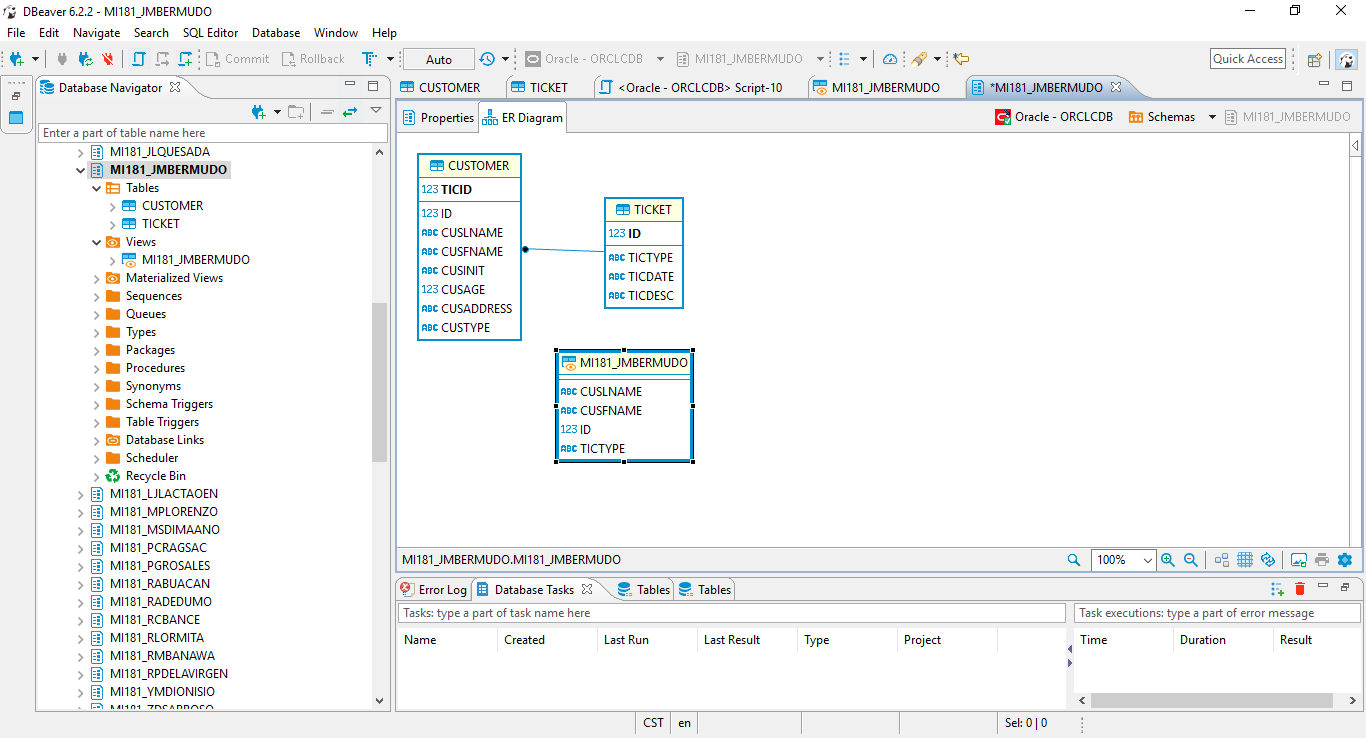 DBeaver 6.2.2 - MI181_JMBERMUDO
File Edit Navigate Search SQL Editor Database Window Help
Commit Rollback Auto Oracle - ORCLCDB MI181_JMBERMUDO Quick Access
Database Navigator
CUSTOMER TICKET <Oracle - ORCLCDB> Script-10 MI181_JMBERMUDO *MI181_JMBERMUDO
Enter a part of table name here
MI181_JLQUESADA
MI181_JMBERMUDO
Tables
CUSTOMER
TICKET
Views
MI181_JMBERMUDO
Materialized Views
Sequences
Queues
Types
Packages
Procedures
Synonyms
Schema Triggers
Table Triggers
Database Links
Scheduler
Recycle Bin
MI181_LJLACTAOEN
MI181_MPLORENZO
MI181_MSDIMAANO
MI181_PCRAGSAC
MI181_PGROSALES
MI181_RABUACAN
MI181_RADEDUMO
MI181_RCBANCE
MI181_RLORMITA
MI181_RMBANAWA
MI181_RPDELAVIRGEN
MI181_YMDIONISIO
Properties ER Diagram Oracle - ORCLCDB Schemas MI181_JMBERMUDO
CUSTOMER
123 TICID
123 ID
ABC CUSLNAME
ABC CUSFNAME
ABC CUSINIT
123 CUSAGE
ABC CUSADDRESS
ABC CUSTYPE
TICKET
123 ID
ABC TICTYPE
ABC TICDATE
ABC TICDESC
MI181_JMBERMUDO
ABC CUSLNAME
ABC CUSFNAME
123 ID
ABC TICTYPE
MI181_JMBERMUDO.MI181_JMBERMUDO 100%
Error Log Database Tasks Tables Tables
Tasks: type a part of task name here
Task executions: type a part of error message
Name Created Last Run Last Result Type Project
Time Duration Result
CST en Sel: 0 | 0